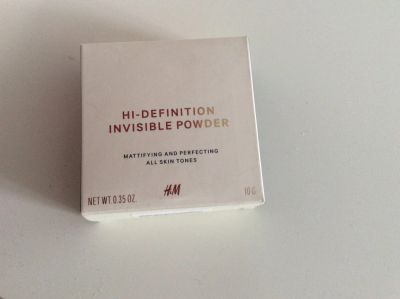 HI-DEFINITION
INVISIBLE POWDER
MATTIFYING AND PERFECTING
ALL SKIN TONES
H&M
NET WT. 0.35 OZ.
10 G